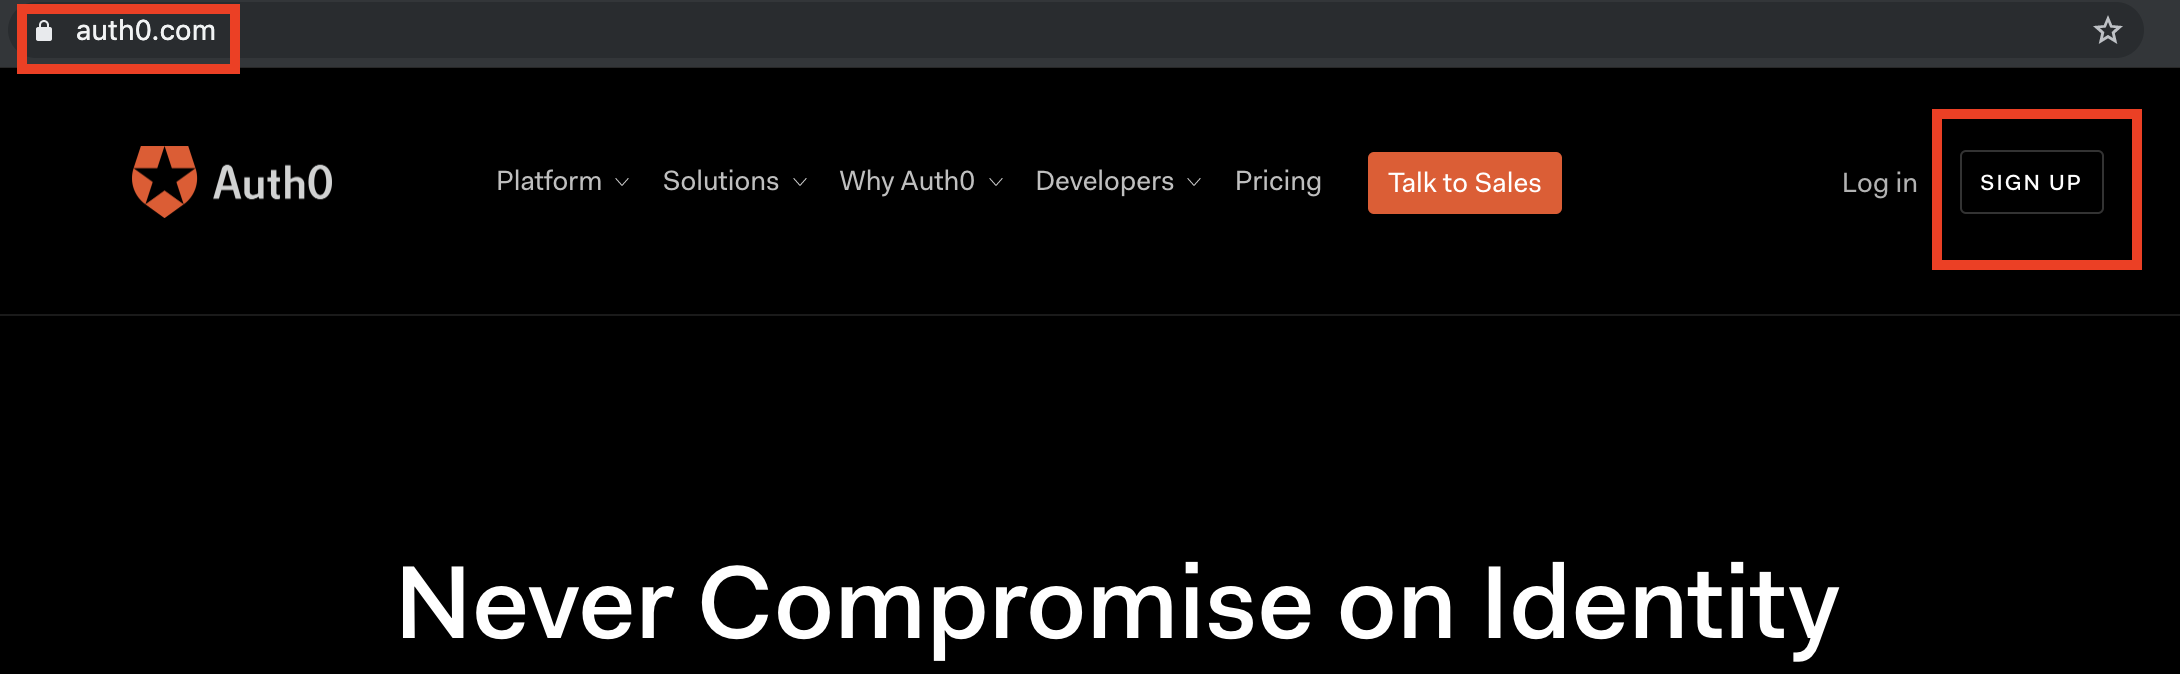 auth0.com
Auth0 Platform Solutions Why Auth0 Developers Pricing Talk to Sales Log in SIGN UP
Never Compromise on Identity